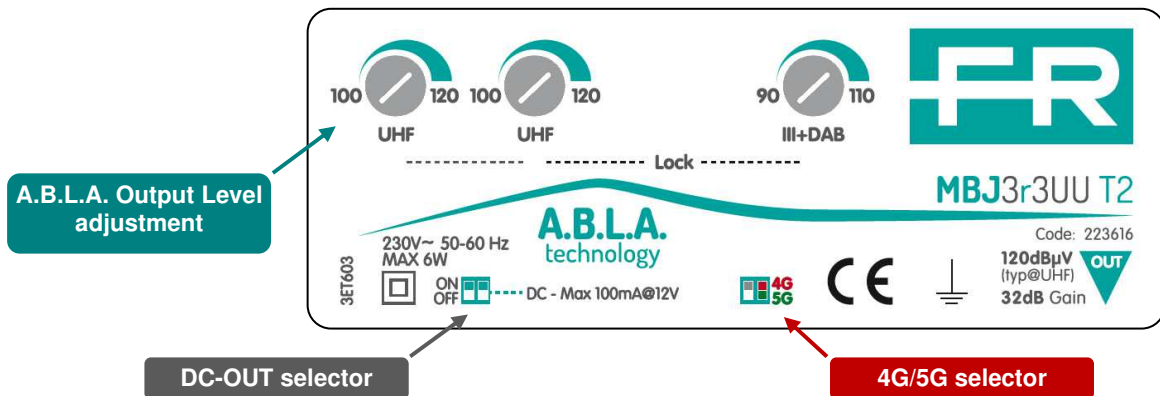 100 120 100 120 90 110
UHF UHF III+DAB
FR
Lock
A.B.L.A. Output Level
adjustment
MBJ3r3UU T2
A.B.L.A.
technology
Code: 223616
3ET603
230V~ 50-60 Hz
MAX 6W
ON
OFF
DC - Max 100mA@12V
4G
5G
CE
120dBµV
(typ@UHF)
32dB Gain
OUT
DC-OUT selector
4G/5G selector